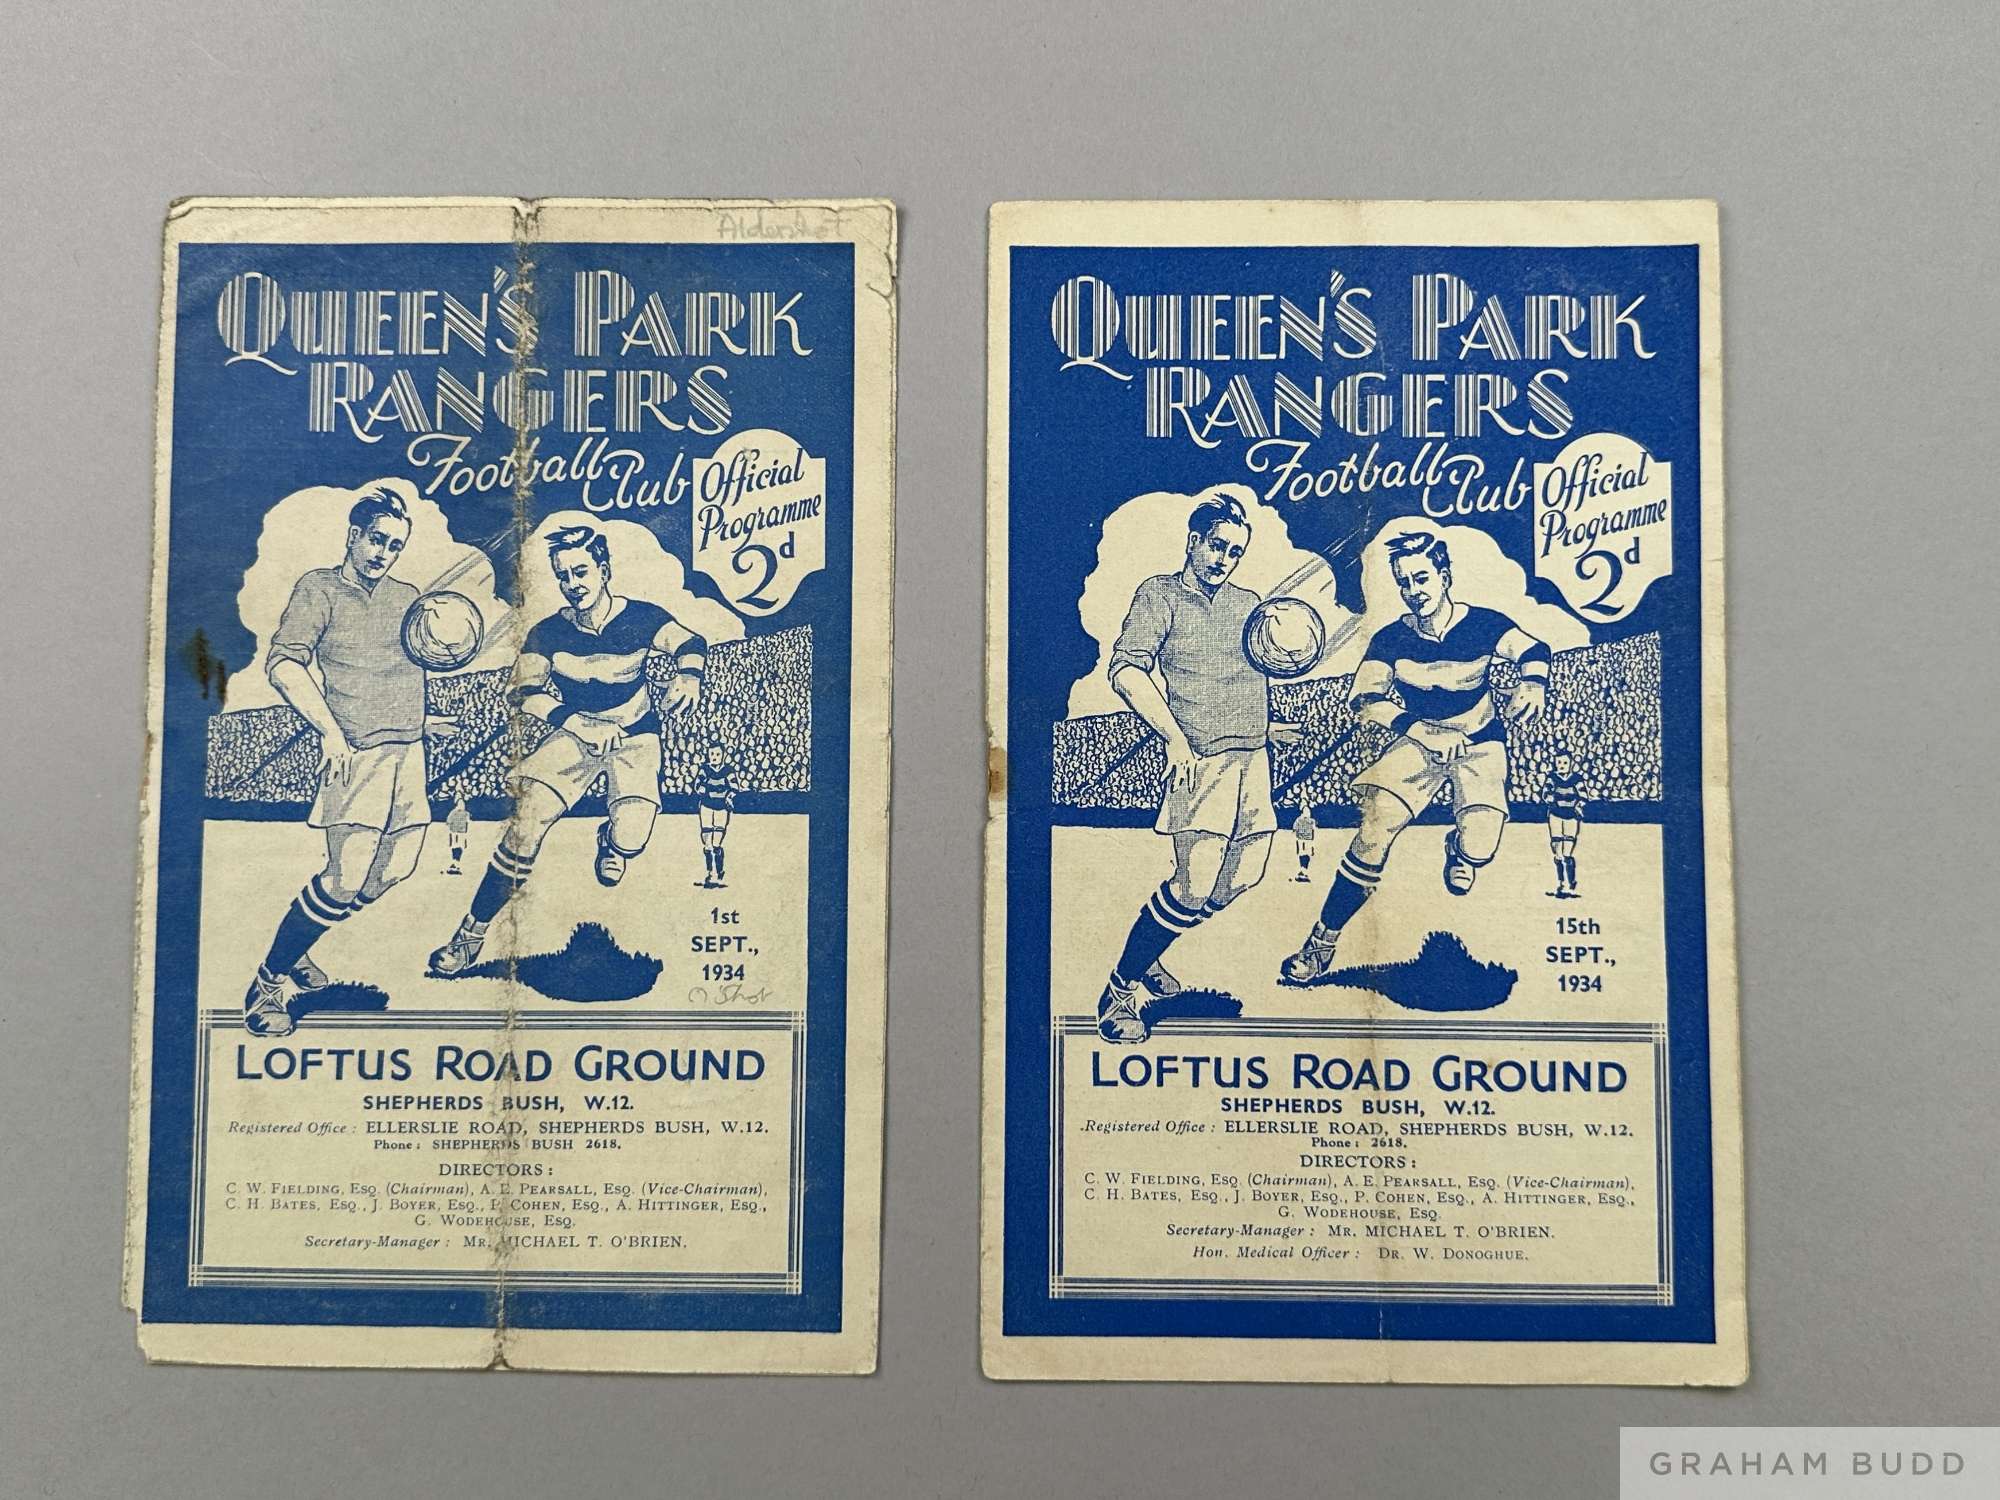 Aldershot
QUEEN'S PARK
RANGERS
Football Club
Official
Programme
2d
1st
SEPT.,
1934
LOFTUS ROAD GROUND
SHEPHERDS BUSH, W.12.
Registered Office : ELLERSLIE ROAD, SHEPHERDS BUSH, W.12.
Phone : SHEPHERDS BUSH 2618.
DIRECTORS :
C. W. FIELDING, ESQ. (Chairman), A. E. PEARSALL, ESQ. (Vice-Chairman),
C. H. BATES, ESQ., J. BOYER, ESQ., P. COHEN, ESQ., A. HITTINGER, ESQ.,
G. WODEHOUSE, ESQ.
Secretary-Manager : MR. MICHAEL T. O'BRIEN.
QUEEN'S PARK
RANGERS
Football Club
Official
Programme
2d
15th
SEPT.,
1934
LOFTUS ROAD GROUND
SHEPHERDS BUSH, W.12.
Registered Office : ELLERSLIE ROAD, SHEPHERDS BUSH, W.12.
Phone : 2618.
DIRECTORS :
C. W. FIELDING, ESQ. (Chairman), A. E. PEARSALL, ESQ. (Vice-Chairman),
C. H. BATES, ESQ., J. BOYER, ESQ., P. COHEN, ESQ., A. HITTINGER, ESQ.,
G. WODEHOUSE, ESQ.
Secretary-Manager : MR. MICHAEL T. O'BRIEN.
Hon. Medical Officer : DR. W. DONOGHUE.
GRAHAM BUDD